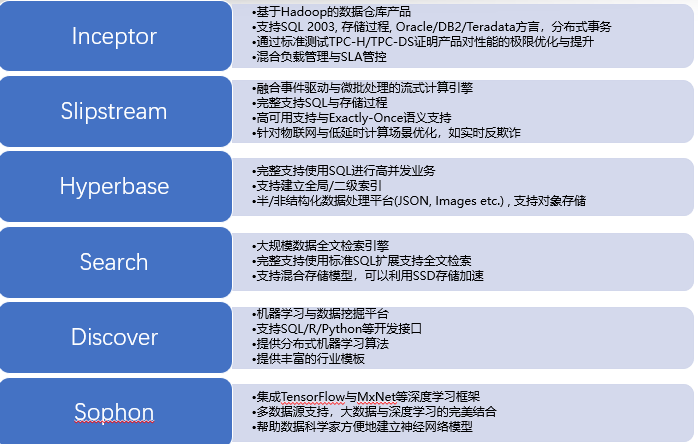 Inceptor
•基于Hadoop的数据仓库产品
•支持SQL 2003, 存储过程, Oracle/DB2/Teradata方言，分布式事务
•通过标准测试TPC-H/TPC-DS证明产品对性能的极限优化与提升
•混合负载管理与SLA管控
Slipstream
•融合事件驱动与微批处理的流式计算引擎
•完整支持SQL与存储过程
•高可用支持与Exactly-Once语义支持
•针对物联网与低延时计算场景优化，如实时反欺诈
Hyperbase
•完整支持使用SQL进行高并发业务
•支持建立全局/二级索引
•半/非结构化数据处理平台(JSON, Images etc.) , 支持对象存储
Search
•大规模数据全文检索引擎
•完整支持使用标准SQL扩展支持全文检索
•支持混合存储模型，可以利用SSD存储加速
Discover
•机器学习与数据挖掘平台
•支持SQL/R/Python等开发接口
•提供分布式机器学习算法
•提供丰富的行业模板
Sophon
•集成TensorFlow与MxNet等深度学习框架
•多数据源支持，大数据与深度学习的完美结合
•帮助数据科学家方便地建立神经网络模型